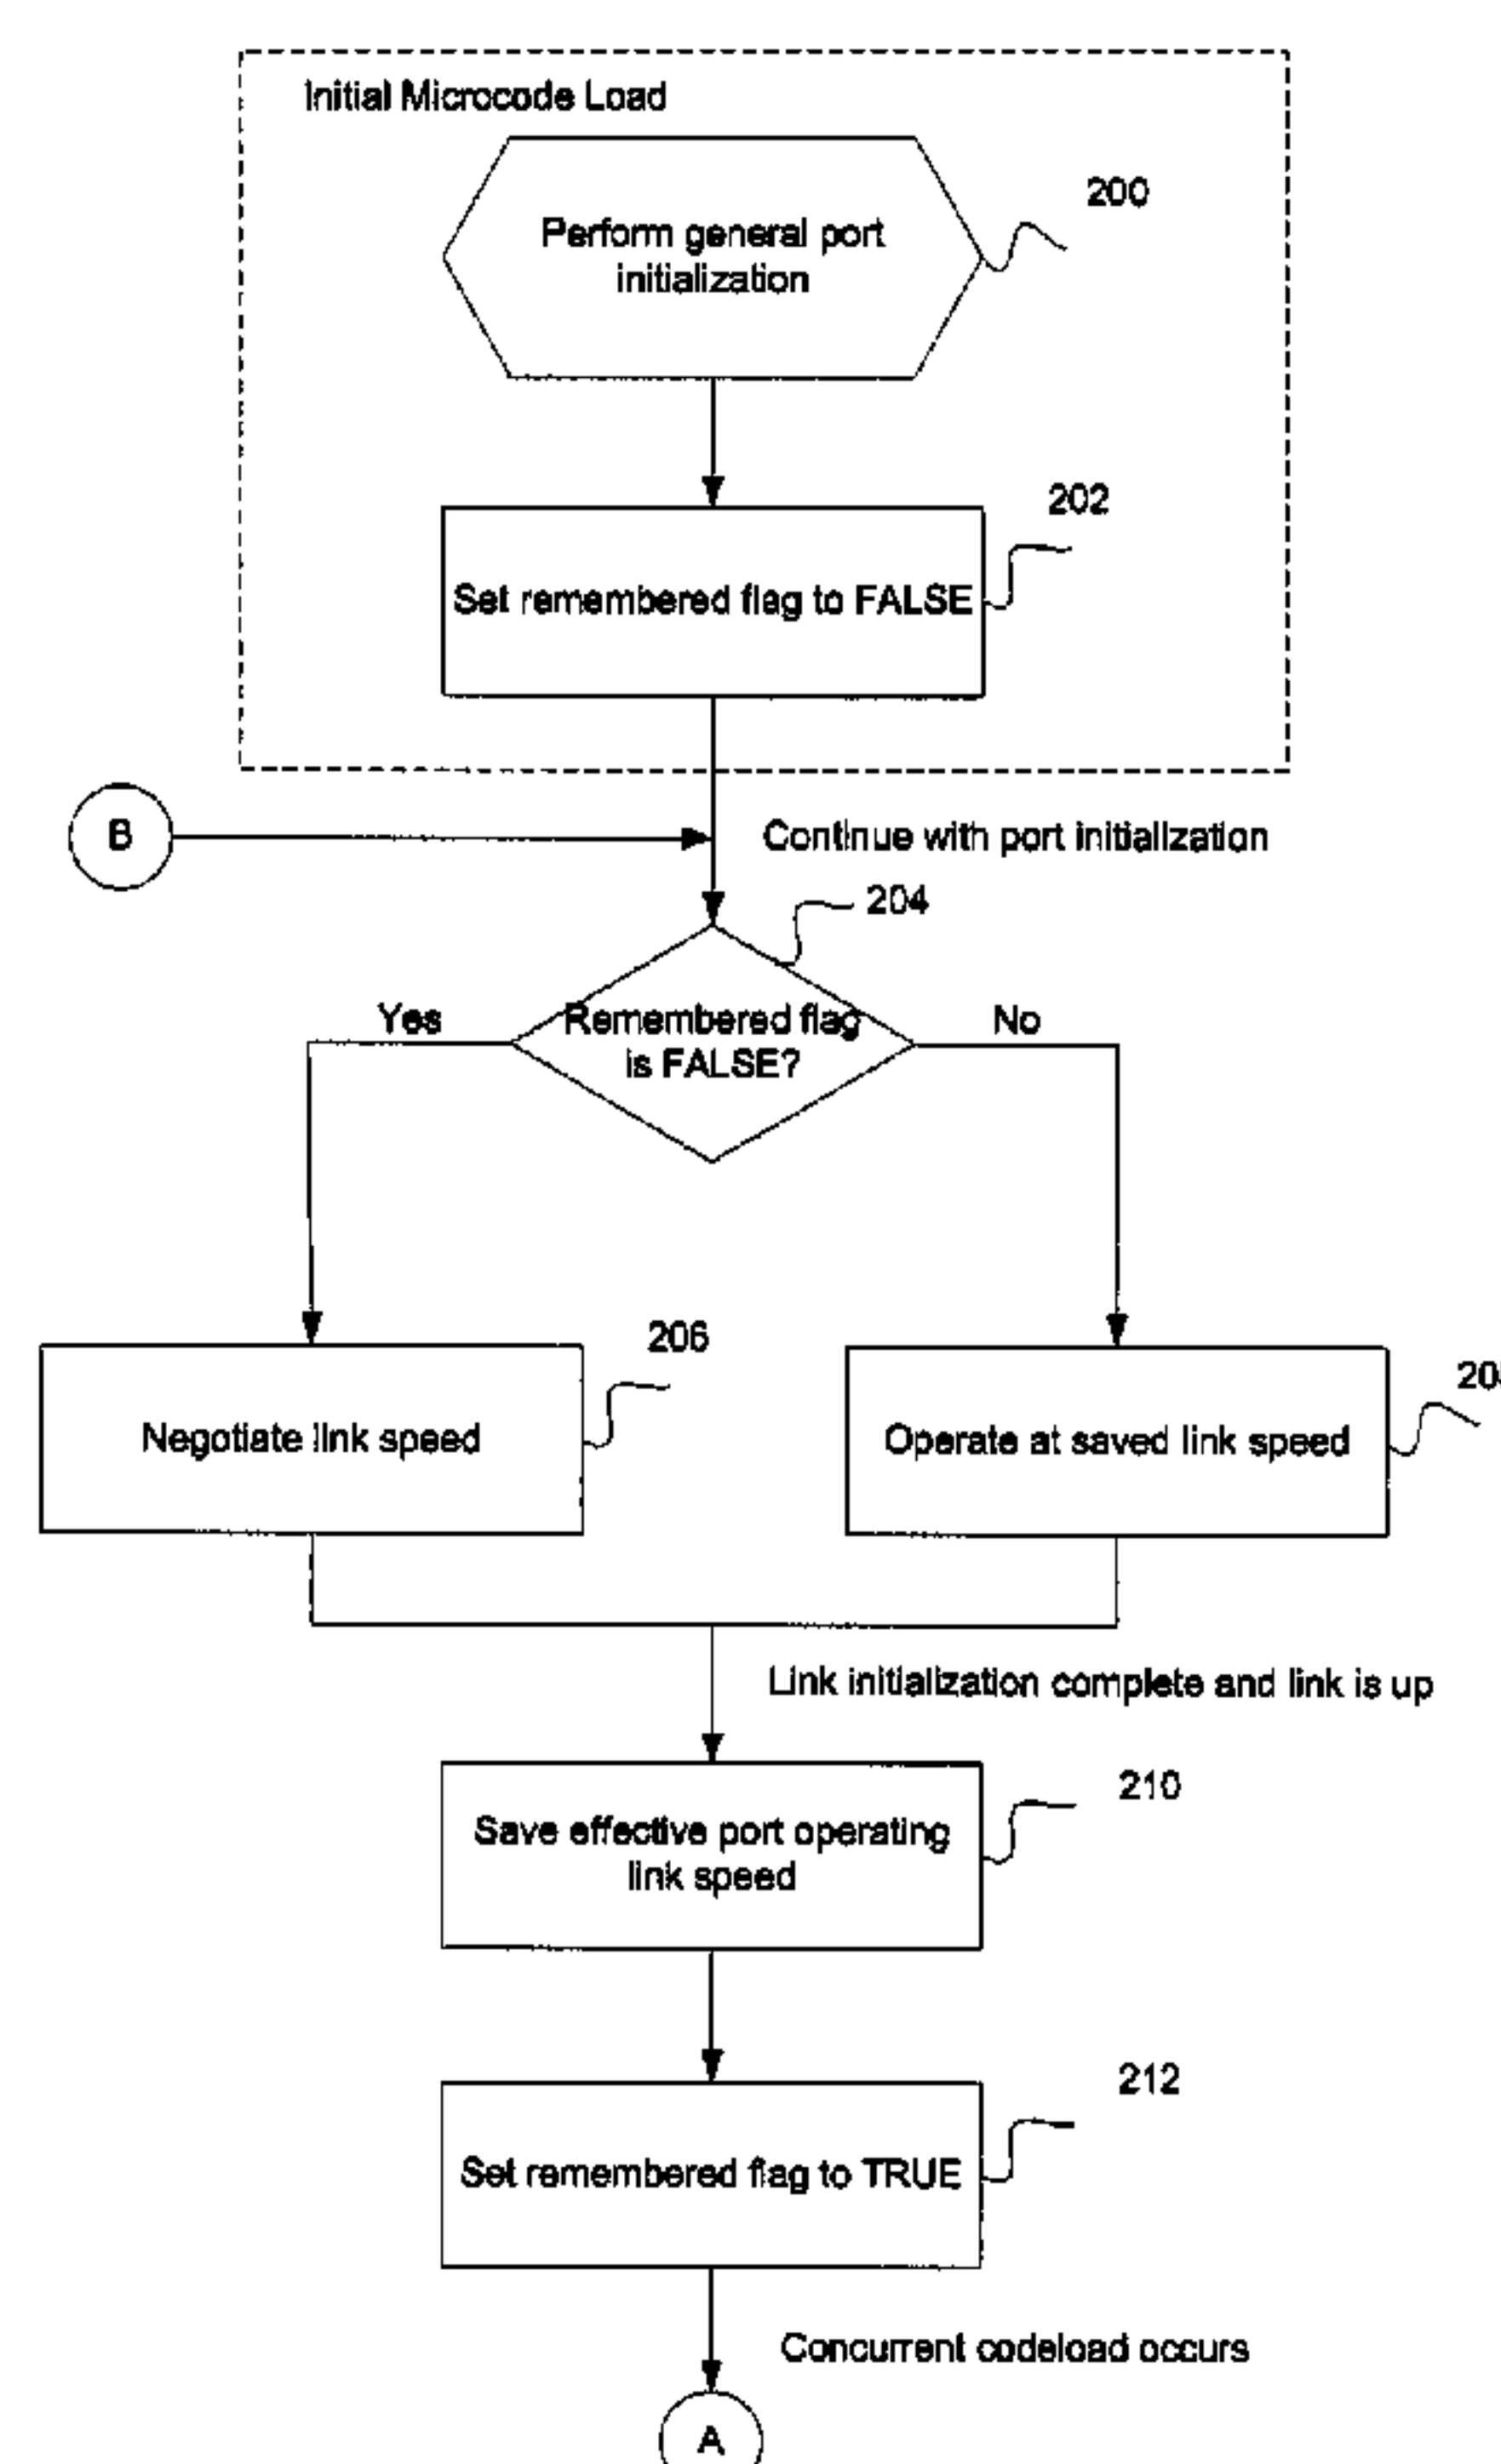 Initial Microcode Load
200
Perform general port
initialization
202
Set remembered flag to FALSE
B
Continue with port initialization
204
Yes
Remembered flag
is FALSE?
No
206
Negotiate link speed
Operate at saved link speed
Link initialization complete and link is up
210
Save effective port operating
link speed
212
Set remembered flag to TRUE
Concurrent codeload occurs
A